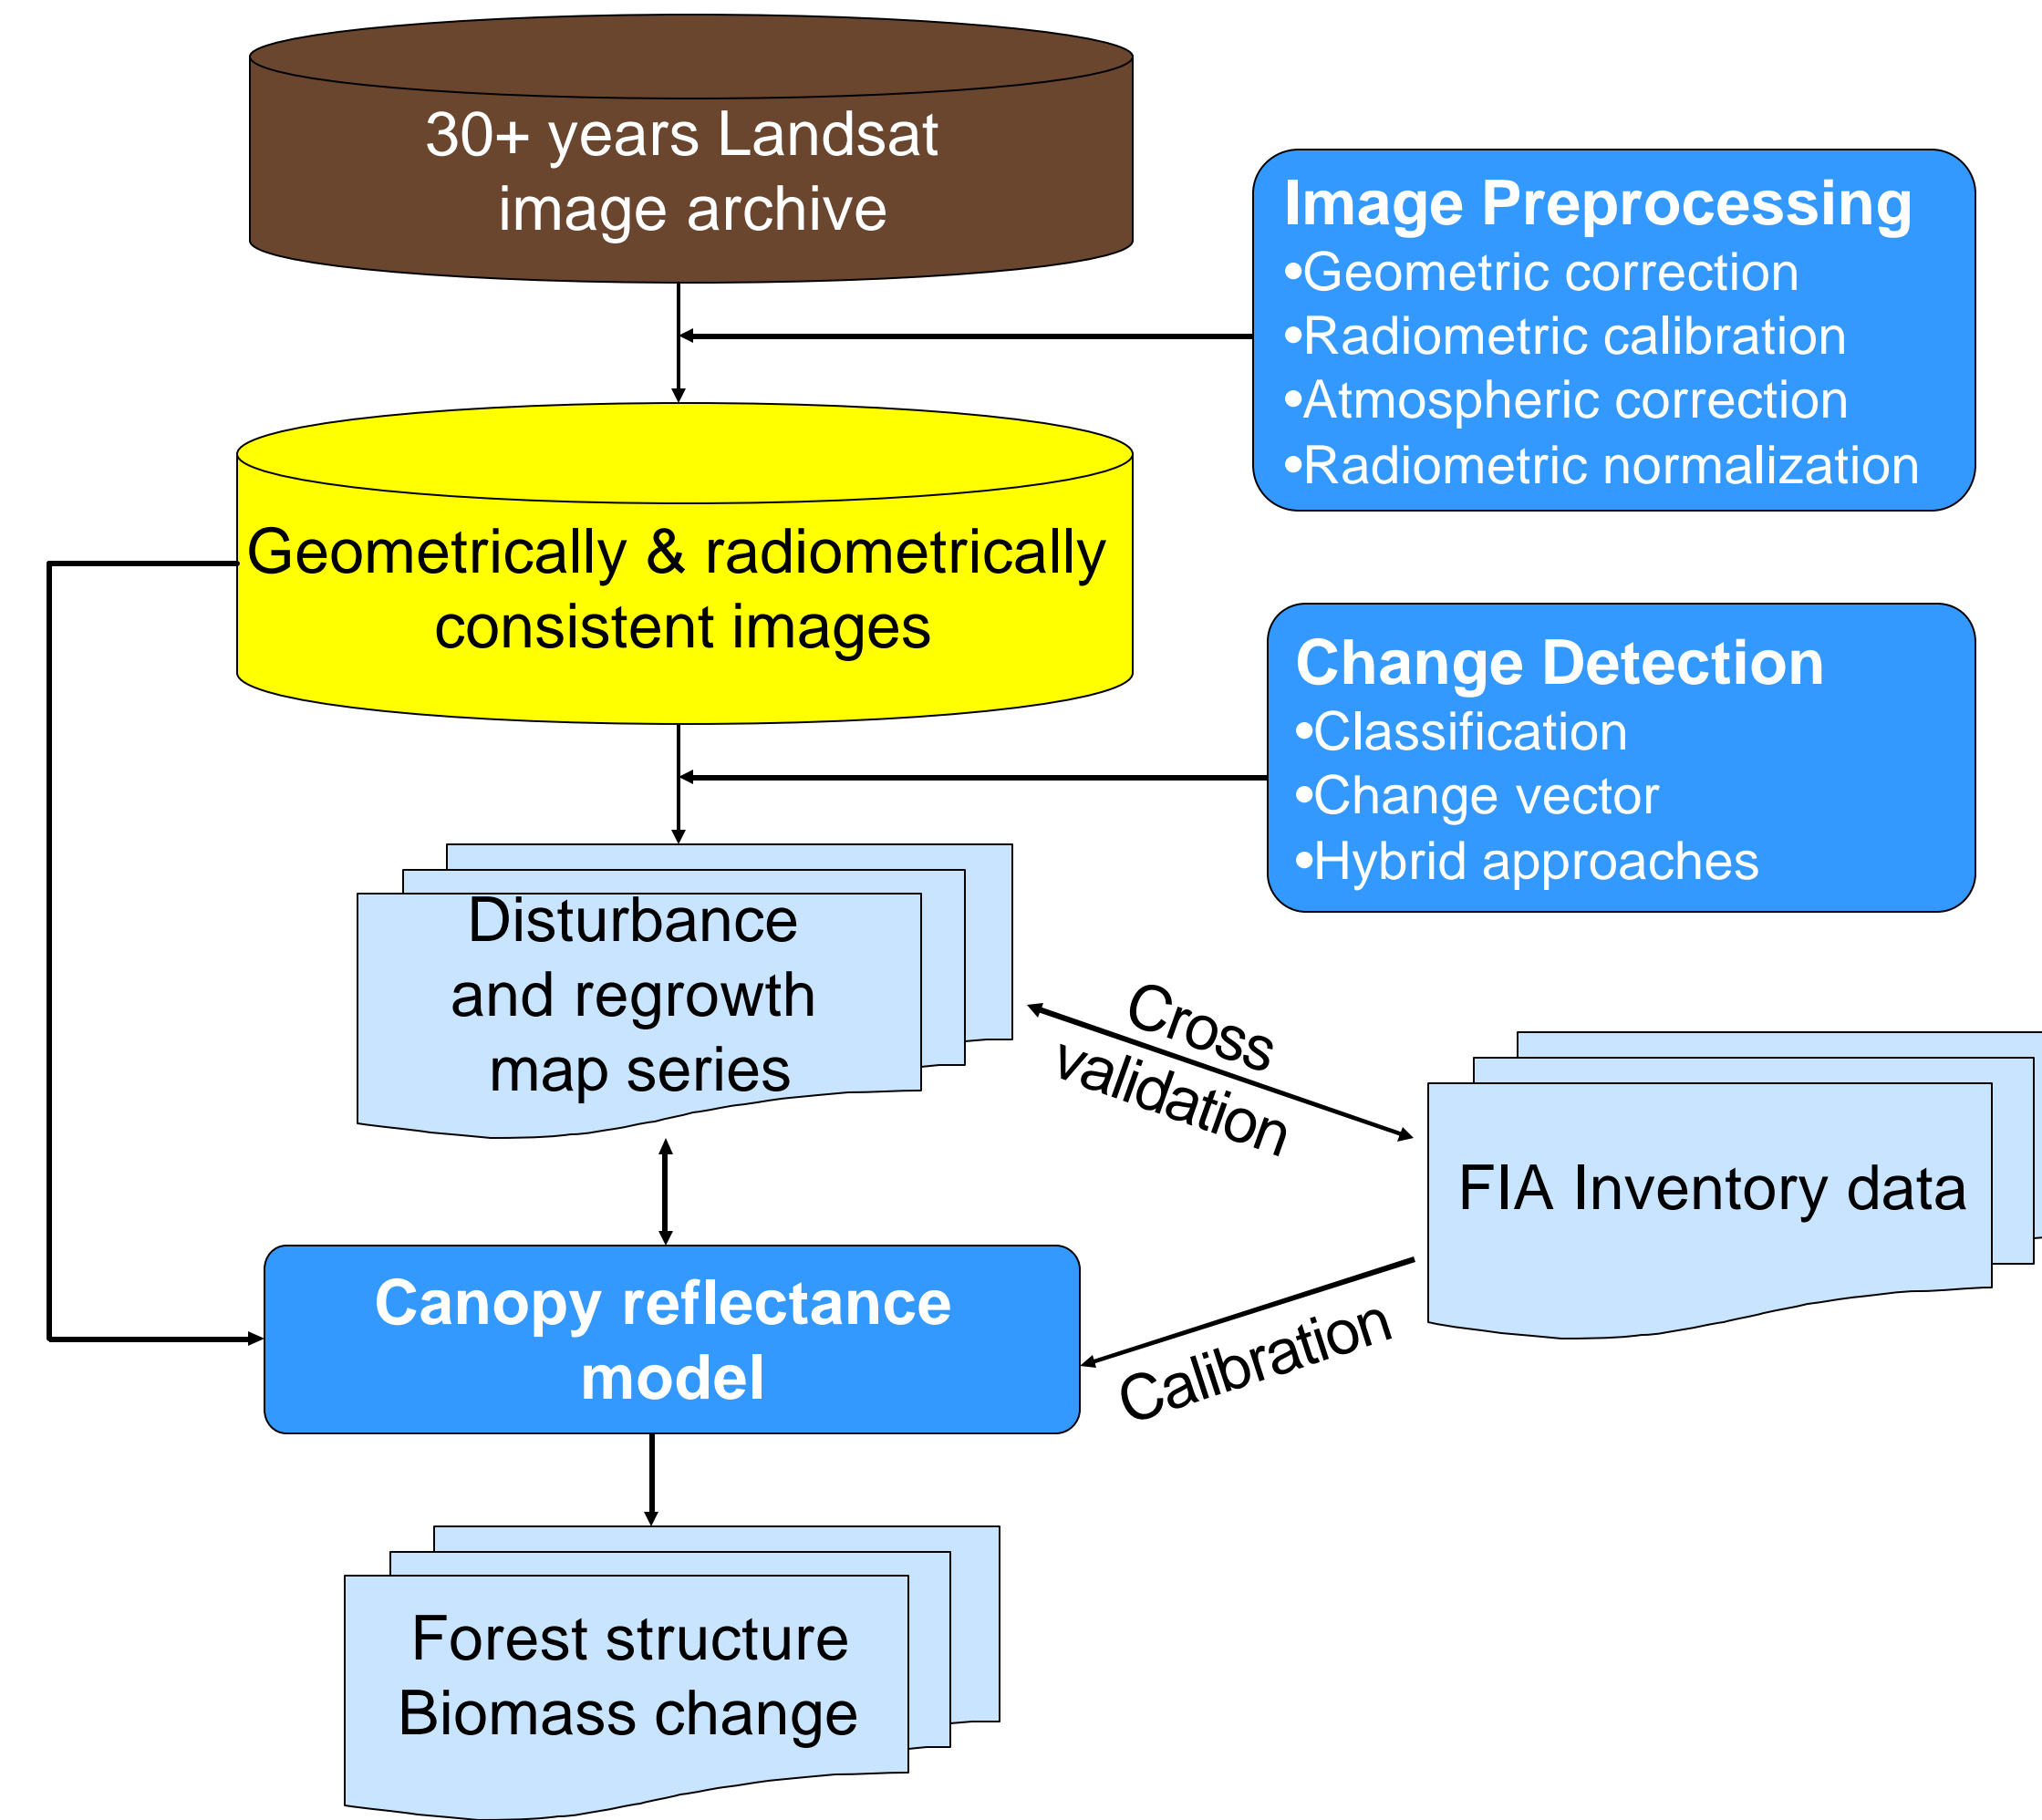 30+ years Landsat
image archive
Image Preprocessing
•Geometric correction
•Radiometric calibration
•Atmospheric correction
•Radiometric normalization
Geometrically & radiometrically
consistent images
Change Detection
•Classification
•Change vector
•Hybrid approaches
Disturbance
and regrowth
map series
Cross
validation
FIA Inventory data
Canopy reflectance
model
Calibration
Forest structure
Biomass change